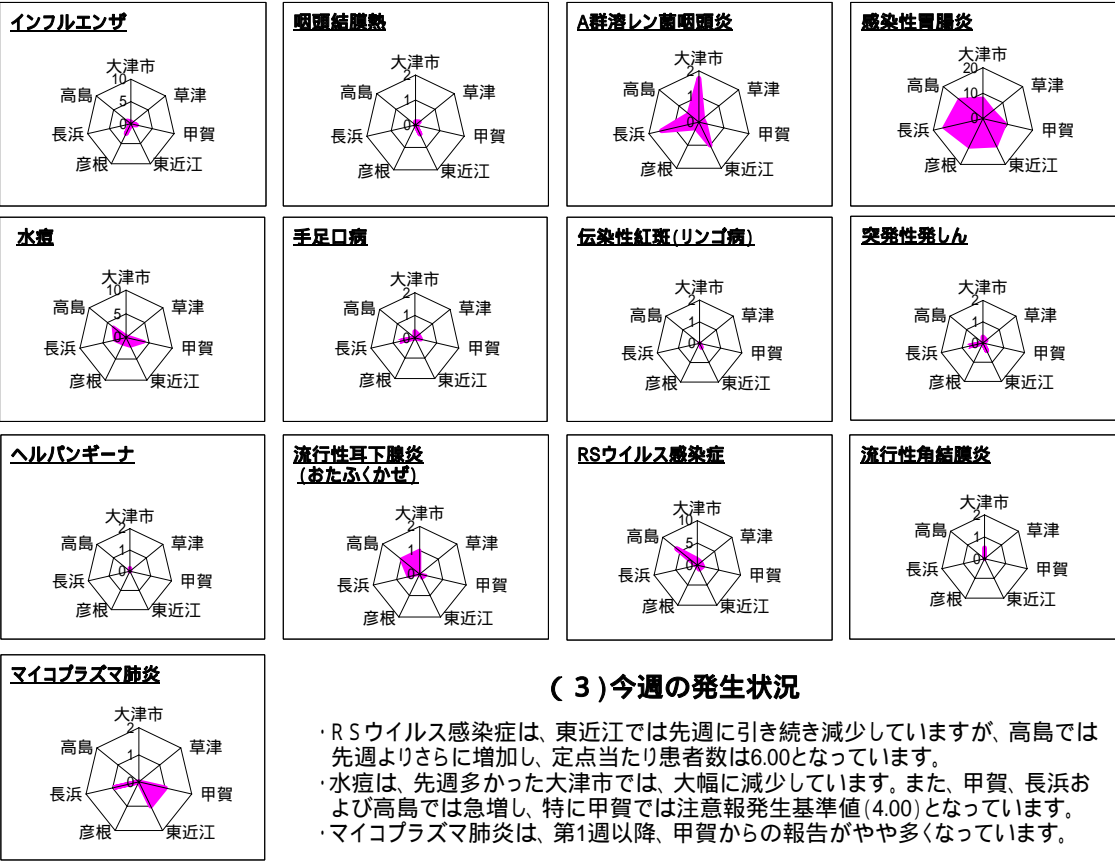 インフルエンザ
大津市
10
5
0
草津
甲賀
東近江
彦根
長浜
高島
咽頭結膜熱
大津市
2
1
0
草津
甲賀
東近江
彦根
長浜
高島
A群溶レン菌咽頭炎
大津市
2
1
0
草津
甲賀
東近江
彦根
長浜
高島
感染性胃腸炎
大津市
20
10
0
草津
甲賀
東近江
彦根
長浜
高島
水痘
大津市
10
5
0
草津
甲賀
東近江
彦根
長浜
高島
手足口病
大津市
2
1
0
草津
甲賀
東近江
彦根
長浜
高島
伝染性紅斑(リンゴ病)
大津市
2
1
0
草津
甲賀
東近江
彦根
長浜
高島
突発性発しん
大津市
2
1
0
草津
甲賀
東近江
彦根
長浜
高島
ヘルパンギーナ
大津市
2
1
0
草津
甲賀
東近江
彦根
長浜
高島
流行性耳下腺炎
(おたふくかぜ)
大津市
2
1
0
草津
甲賀
東近江
彦根
長浜
高島
RSウイルス感染症
大津市
10
5
0
草津
甲賀
東近江
彦根
長浜
高島
流行性角結膜炎
大津市
2
1
0
草津
甲賀
東近江
彦根
長浜
高島
マイコプラズマ肺炎
大津市
2
1
0
草津
甲賀
東近江
彦根
長浜
高島
(3)今週の発生状況
・RSウイルス感染症は、東近江では先週に引き続き減少していますが、高島では
先週よりさらに増加し、定点当たり患者数は6.00となっています。
・水痘は、先週多かった大津市では、大幅に減少しています。また、甲賀、長浜お
よび高島では急増し、特に甲賀では注意報発生基準値(4.00)となっています。
・マイコプラズマ肺炎は、第1週以降、甲賀からの報告がやや多くなっています。